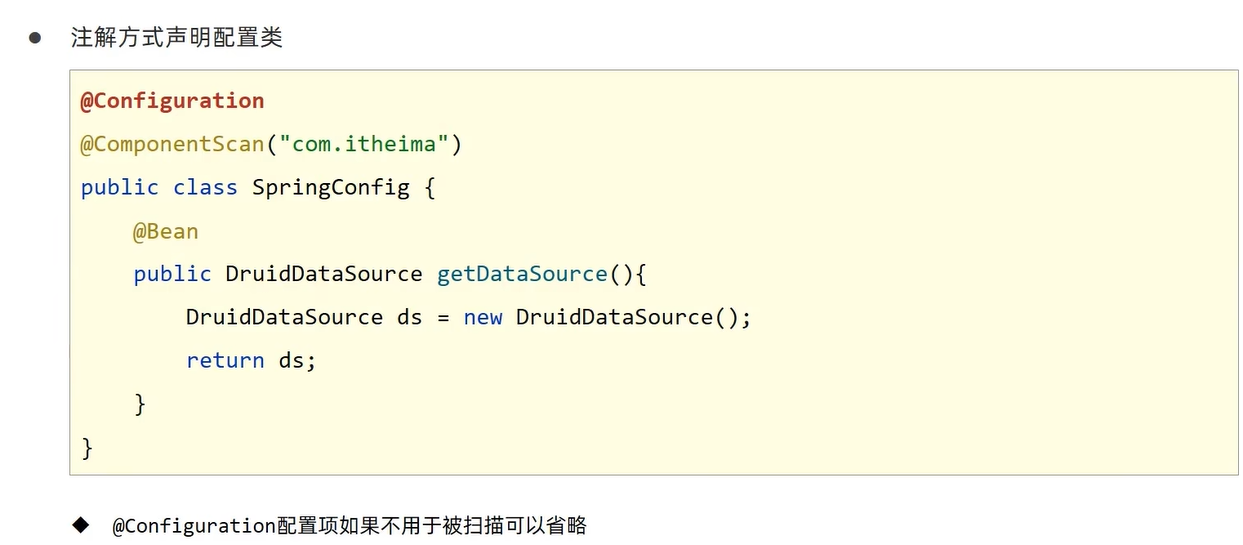 ● 注解方式声明配置类
@Configuration
@ComponentScan("com.itheima")
public class SpringConfig {
    @Bean
    public DruidDataSource getDataSource(){
        DruidDataSource ds = new DruidDataSource();
        return ds;
    }
}
◆ @Configuration配置项如果不用于被扫描可以省略